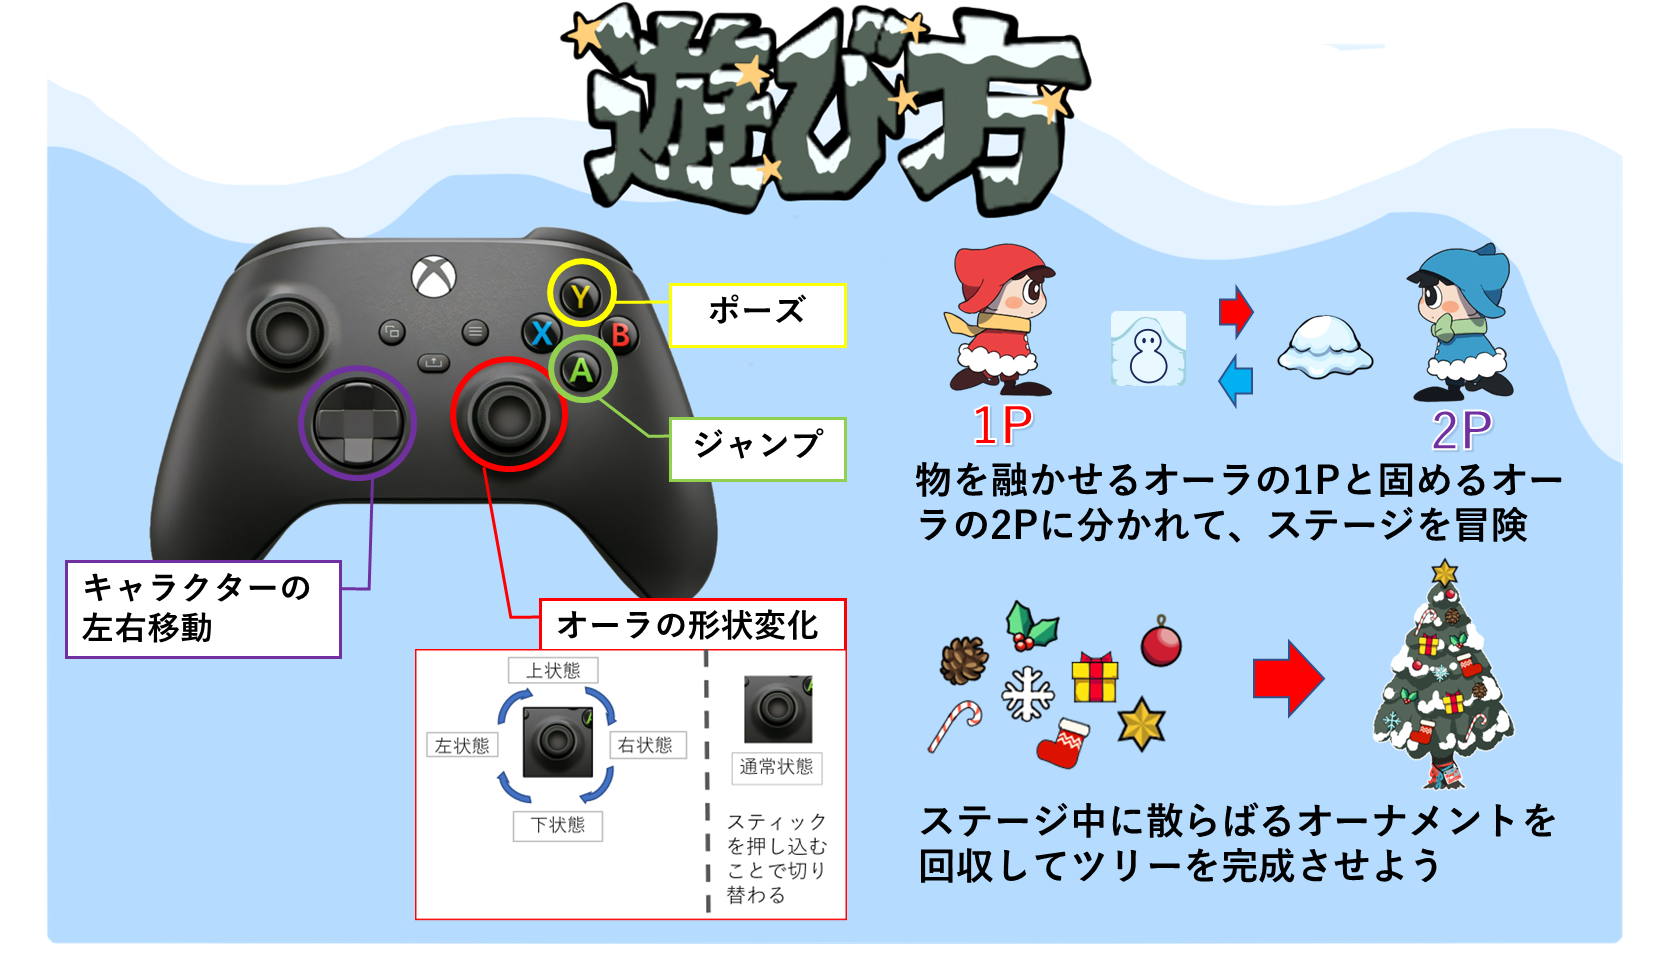 遊び方
Y
X
B
A
ポーズ
ジャンプ
キャラクターの
左右移動
オーラの形状変化
上状態
左状態
右状態
下状態
通常状態
スティック
を押し込む
ことで切り
替わる
1P
2P
物を融かせるオーラの1Pと固めるオー
ラの2Pに分かれて、ステージを冒険
ステージ中に散らばるオーナメントを
回収してツリーを完成させよう